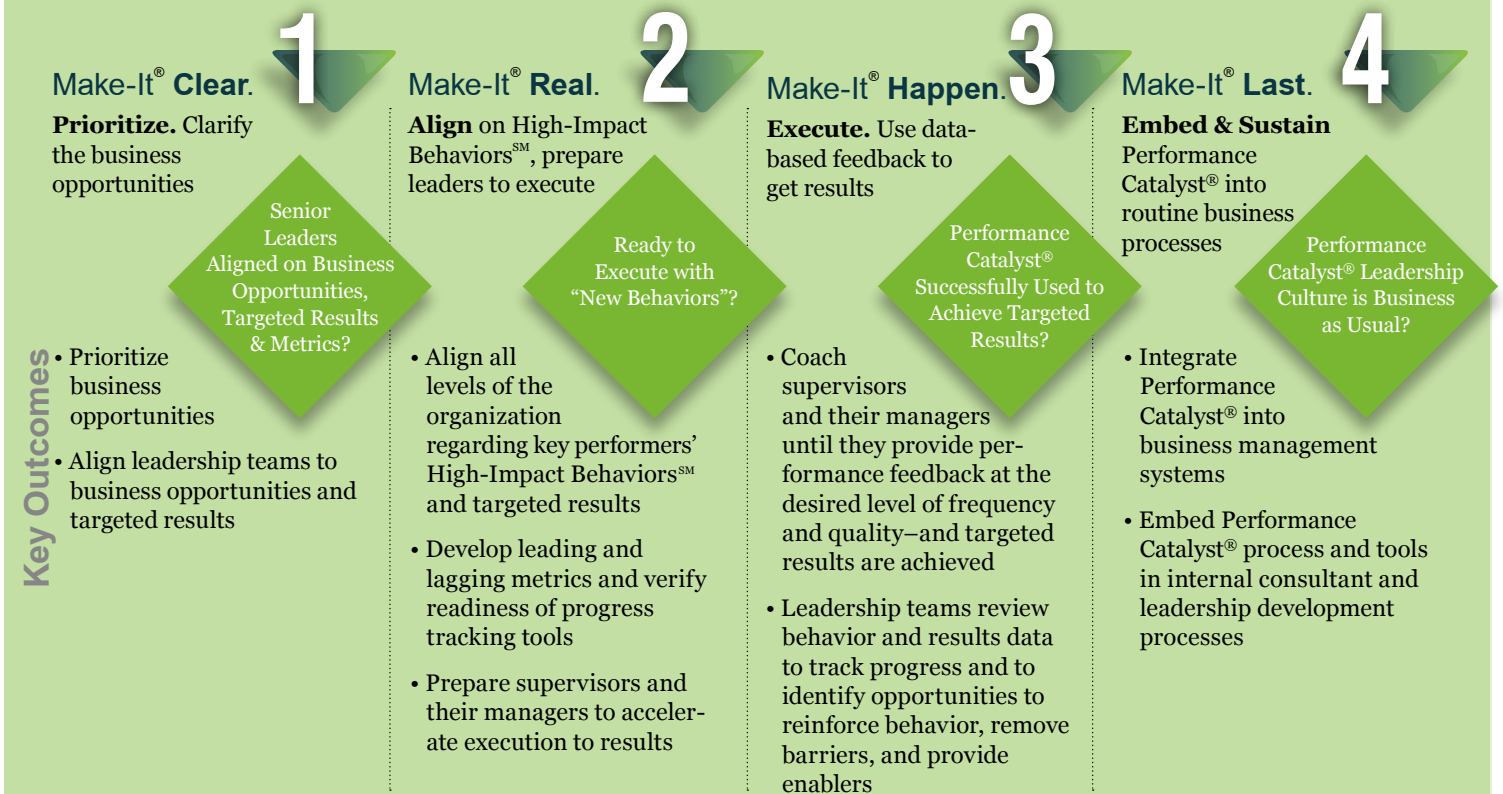 1
Make-It® Clear.
Prioritize. Clarify
the business
opportunities
Senior
Leaders
Aligned on Business
Opportunities,
Targeted Results
& Metrics?
2
Make-It® Real.
Align on High-Impact
Behaviors℠, prepare
leaders to execute
Ready to
Execute with
“New Behaviors”?
3
Make-It® Happen.
Execute. Use data-
based feedback to
get results
Performance
Catalyst®
Successfully Used to
Achieve Targeted
Results?
4
Make-It® Last.
Embed & Sustain
Performance
Catalyst® into
routine business
processes
Performance
Catalyst® Leadership
Culture is Business
as Usual?
Key Outcomes
• Prioritize
business
opportunities
• Align leadership teams to
business opportunities and
targeted results
• Align all
levels of the
organization
regarding key performers’
High-Impact Behaviors℠
and targeted results
• Develop leading and
lagging metrics and verify
readiness of progress
tracking tools
• Prepare supervisors and
their managers to acceler-
ate execution to results
• Coach
supervisors
and their managers
until they provide per-
formance feedback at the
desired level of frequency
and quality–and targeted
results are achieved
• Leadership teams review
behavior and results data
to track progress and to
identify opportunities to
reinforce behavior, remove
barriers, and provide
enablers
• Integrate
Performance
Catalyst® into
business management
systems
• Embed Performance
Catalyst® process and tools
in internal consultant and
leadership development
processes